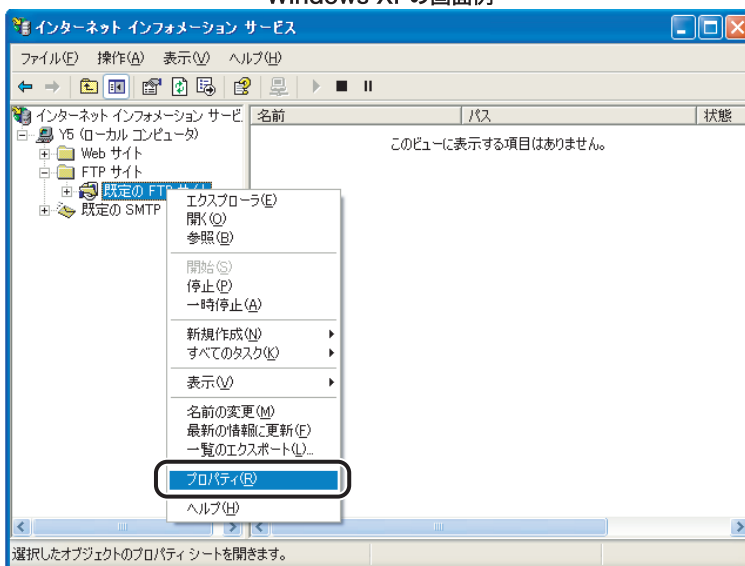 Windows XPの画面例
インターネット インフォメーション サービス
ファイル(F) 操作(A) 表示(V) ヘルプ(H)
インターネット インフォメーション サービ
名前 パス 状態
Y5 (ローカル コンピュータ)
このビューに表示する項目はありません。
Web サイト
FTP サイト
既定の FTP サイト
既定の SMTP
エクスプローラ(E)
開く(O)
参照(B)
開始(S)
停止(P)
一時停止(A)
新規作成(N)
すべてのタスク(K)
表示(V)
名前の変更(M)
最新の情報に更新(F)
一覧のエクスポート(L)...
プロパティ(R)
ヘルプ(H)
選択したオブジェクトのプロパティ シートを開きます。